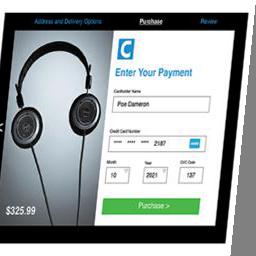 Address and Delivery Options Purchase Review
C
Enter Your Payment
Cardholder Name
Poe Dameron
Credit Card Number
**** **** **** 2187
Month Year CVC Code
10 2021 137
$325.99
Purchase >